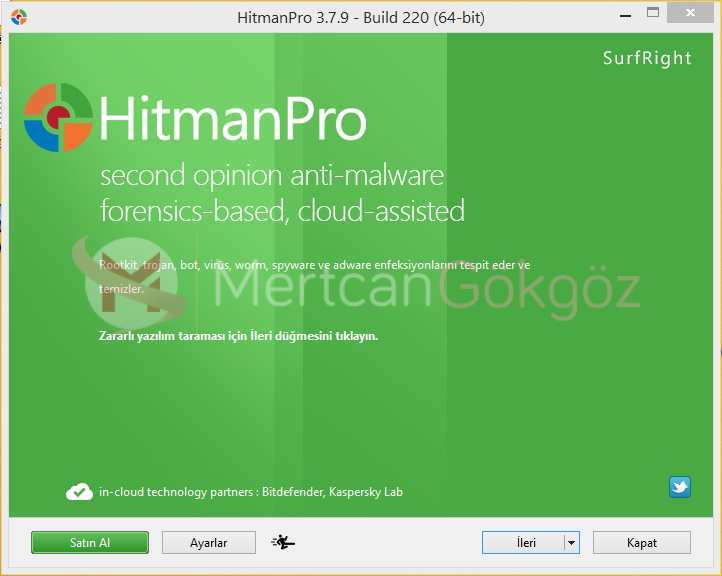 HitmanPro 3.7.9 - Build 220 (64-bit)
SurfRight
HitmanPro
second opinion anti-malware
forensics-based, cloud-assisted
Rootkit, trojan, bot, virüs, worm, spyware ve adware enfeksiyonlarını tespit eder ve
temizler.
MertcanGökgöz
Zararlı yazılım taraması için İleri düğmesini tıklayın.
in-cloud technology partners : Bitdefender, Kaspersky Lab
Satın Al
Ayarlar
İleri
Kapat